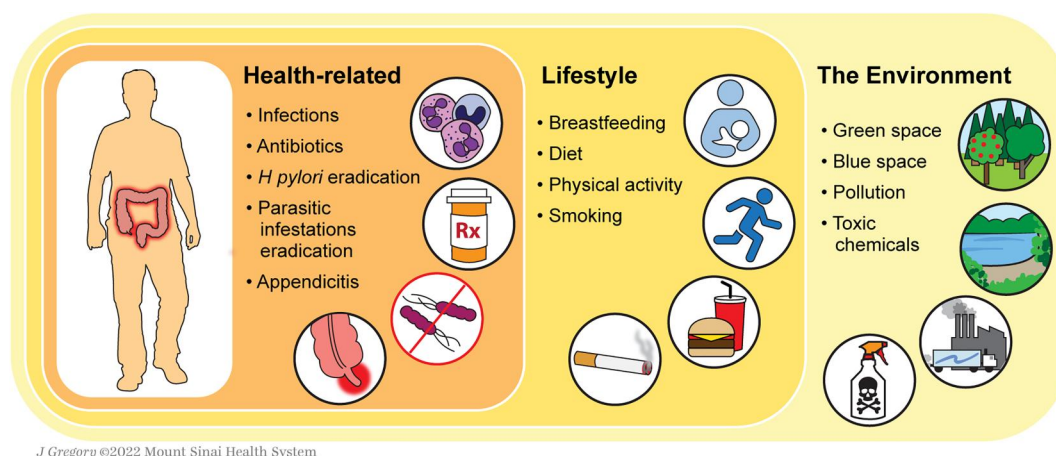 Health-related
• Infections
• Antibiotics
• H pylori eradication
• Parasitic
infestations
eradication
• Appendicitis
Rx
Lifestyle
• Breastfeeding
• Diet
• Physical activity
• Smoking
The Environment
• Green space
• Blue space
• Pollution
• Toxic
chemicals
J Gregory ©2022 Mount Sinai Health System